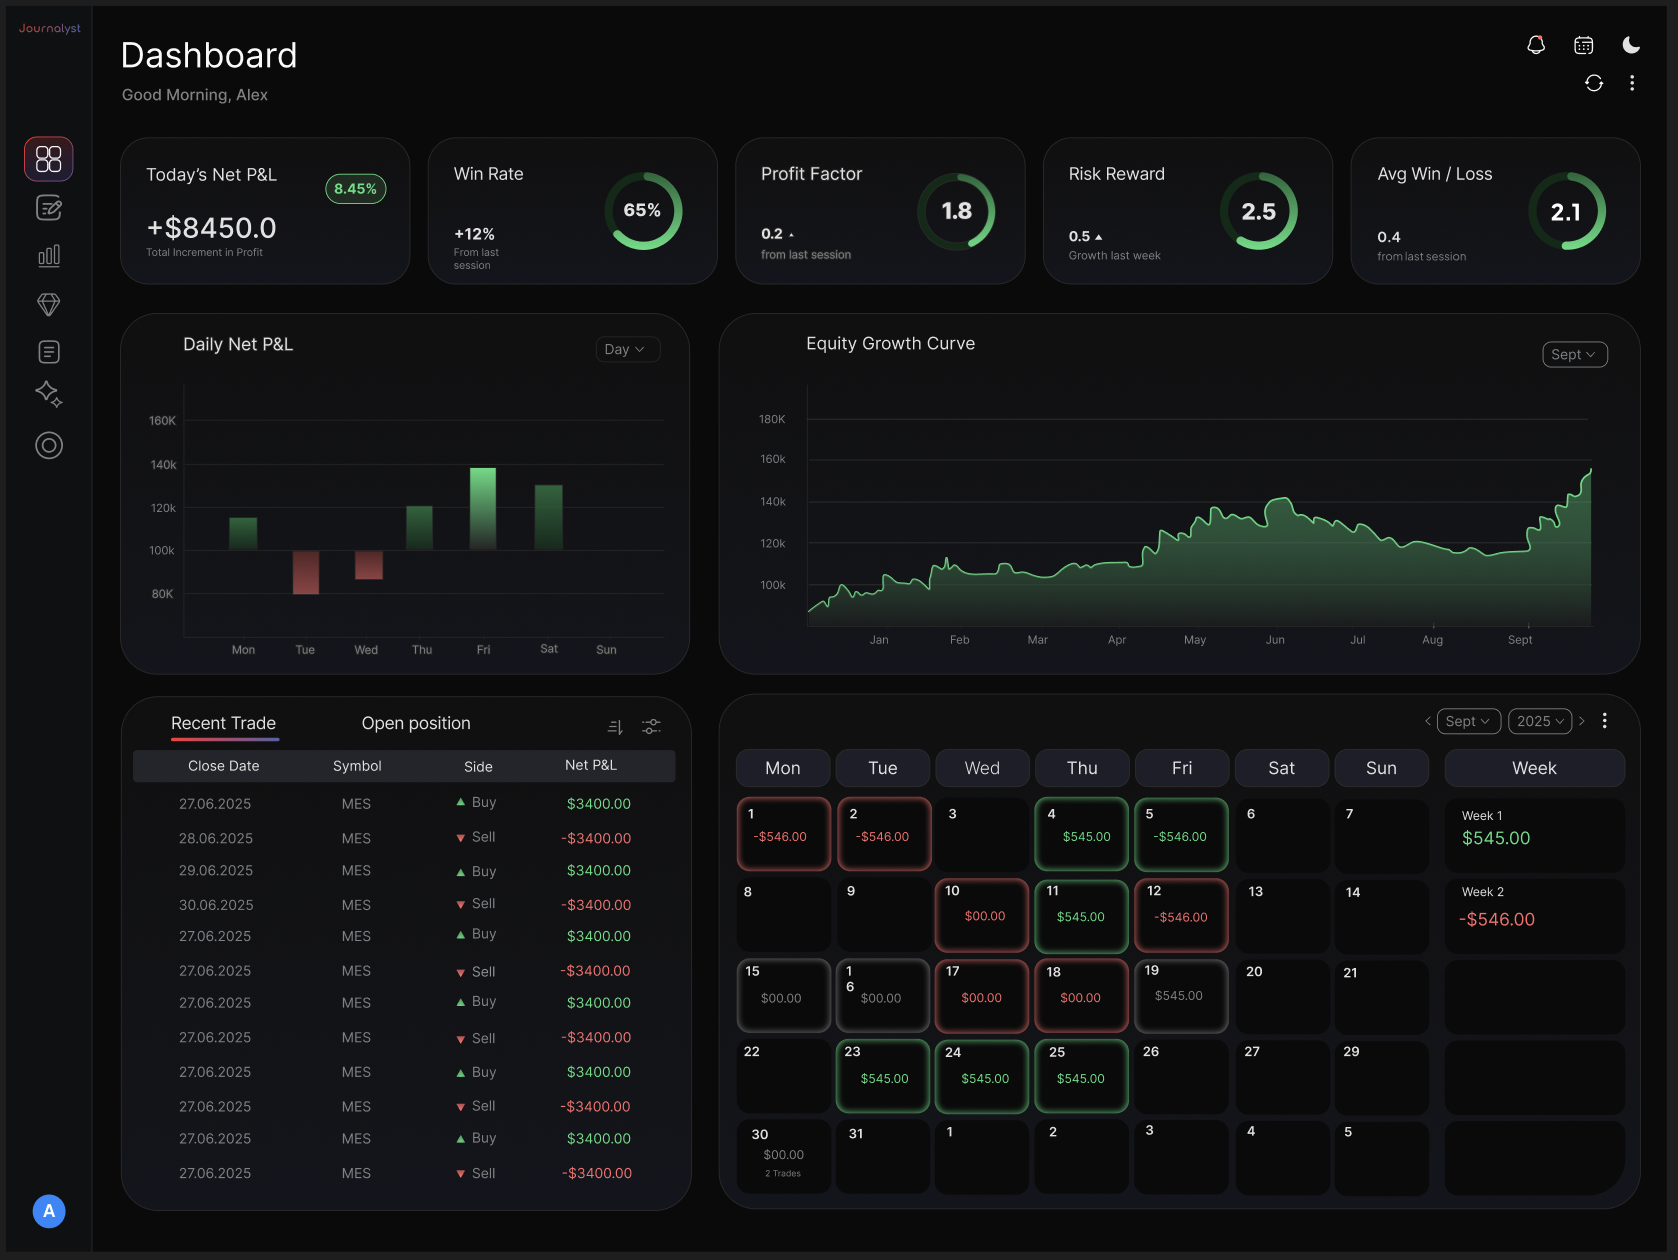 Journalyst
Dashboard
Good Morning, Alex
Today's Net P&L
8.45%
+$8450.0
Total Increment in Profit
Win Rate
65%
+12%
From last
session
Profit Factor
1.8
0.2
from last session
Risk Reward
2.5
0.5
Growth last week
Avg Win / Loss
2.1
0.4
from last session
Daily Net P&L
Day
160K
140k
120k
100k
80K
Mon Tue Wed Thu Fri Sat Sun
Equity Growth Curve
Sept
180K
160k
140k
120k
100k
Jan Feb Mar Apr May Jun Jul Aug Sept
Recent Trade Open position
Close Date Symbol Side Net P&L
27.06.2025 MES Buy $3400.00
28.06.2025 MES Sell -$3400.00
29.06.2025 MES Buy $3400.00
30.06.2025 MES Sell -$3400.00
27.06.2025 MES Buy $3400.00
27.06.2025 MES Sell -$3400.00
27.06.2025 MES Buy $3400.00
27.06.2025 MES Sell -$3400.00
27.06.2025 MES Buy $3400.00
27.06.2025 MES Sell -$3400.00
27.06.2025 MES Buy $3400.00
27.06.2025 MES Sell -$3400.00
Sept 2025
Mon Tue Wed Thu Fri Sat Sun Week
1 2 3 4 5 6 7 Week 1
-$546.00 -$546.00 $545.00 -$546.00 $545.00
8 9 10 11 12 13 14 Week 2
$00.00 $545.00 -$546.00 -$546.00
15 1 17 18 19 20 21
6
$00.00 $00.00 $00.00 $00.00 $545.00
22 23 24 25 26 27 29
$545.00 $545.00 $545.00
30 31 1 2 3 4 5
$00.00
2 Trades
A